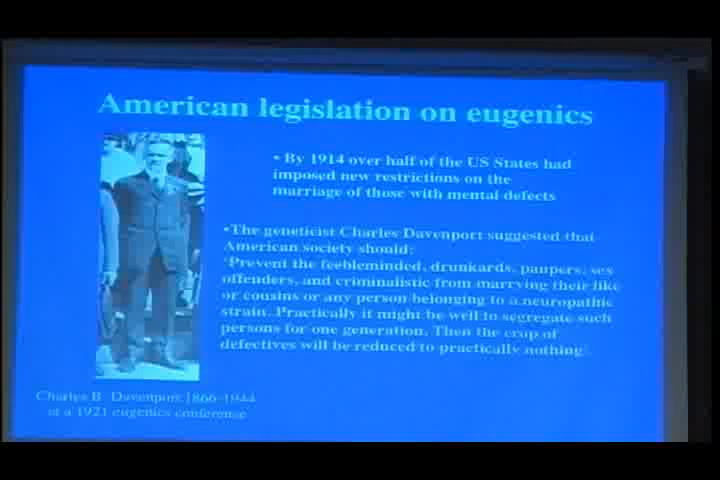 American legislation on eugenics
• By 1914 over half of the US States had
imposed new restrictions on the
marriage of those with mental defects
•The geneticist Charles Davenport suggested that
American society should:
'Prevent the feebleminded, drunkards, paupers, sex
offenders, and criminalistic from marrying their like
or cousins or any person belonging to a neuropathic
strain. Practically it might be well to segregate such
persons for one generation. Then the crop of
defectives will be reduced to practically nothing'.
Charles B. Davenport 1866-1944
at a 1921 eugenics conference